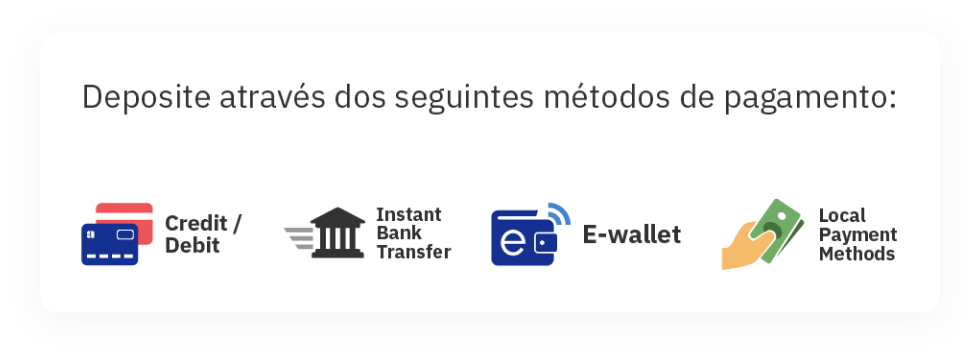 Deposite através dos seguintes métodos de pagamento:
Credit /
Debit
Instant
Bank
Transfer
e
E-wallet
Local
Payment
Methods